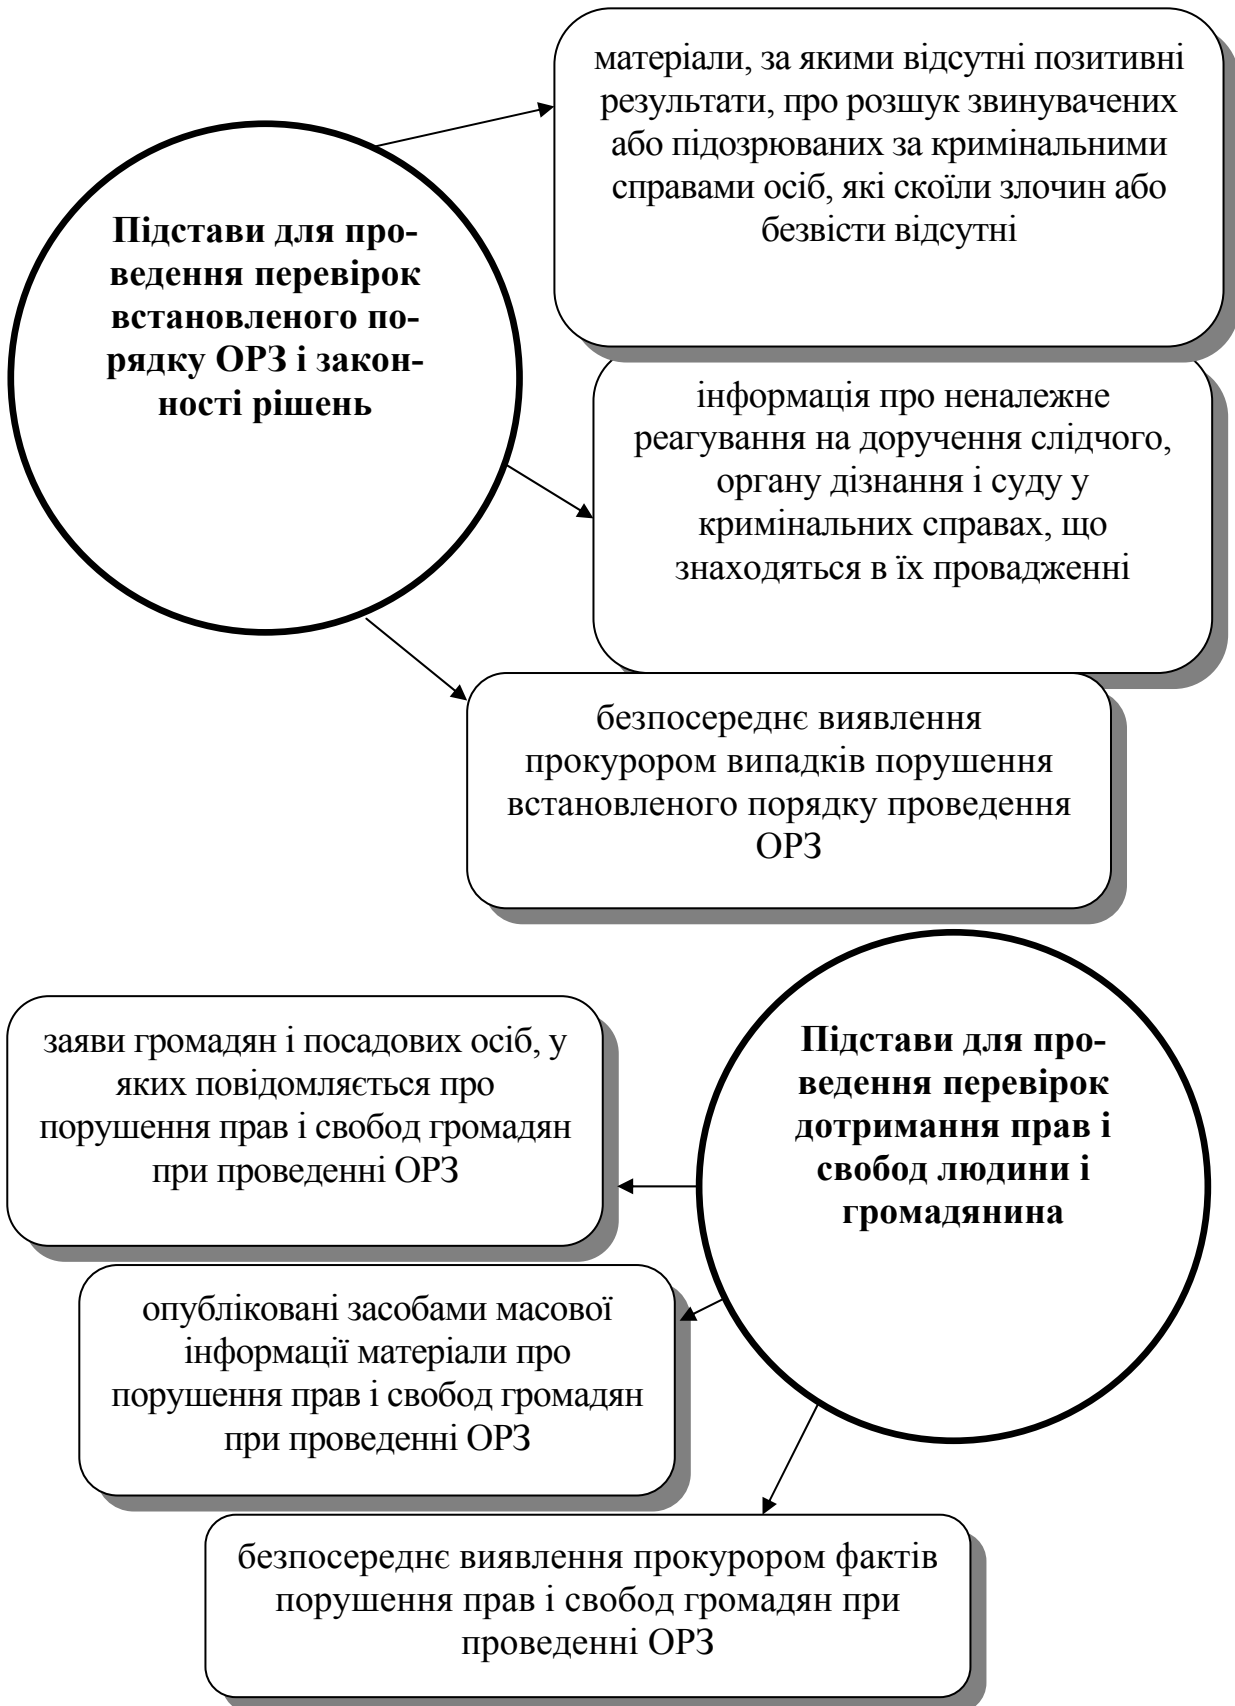 матеріали, за якими відсутні позитивні
результати, про розшук звинувачених
або підозрюваних за кримінальними
справами осіб, які скоїли злочин або
безвісти відсутні
Підстави для про-
ведення перевірок
встановленого по-
рядку ОРЗ і закон-
ності рішень
інформація про неналежне
реагування на доручення слідчого,
органу дізнання і суду у
кримінальних справах, що
знаходяться в їх провадженні
безпосереднє виявлення
прокурором випадків порушення
встановленого порядку проведення
ОРЗ
заяви громадян і посадових осіб, у
яких повідомляється про
порушення прав і свобод громадян
при проведенні ОРЗ
Підстави для про-
ведення перевірок
дотримання прав і
свобод людини і
громадянина
опубліковані засобами масової
інформації матеріали про
порушення прав і свобод громадян
при проведенні ОРЗ
безпосереднє виявлення прокурором фактів
порушення прав і свобод громадян при
проведенні ОРЗ